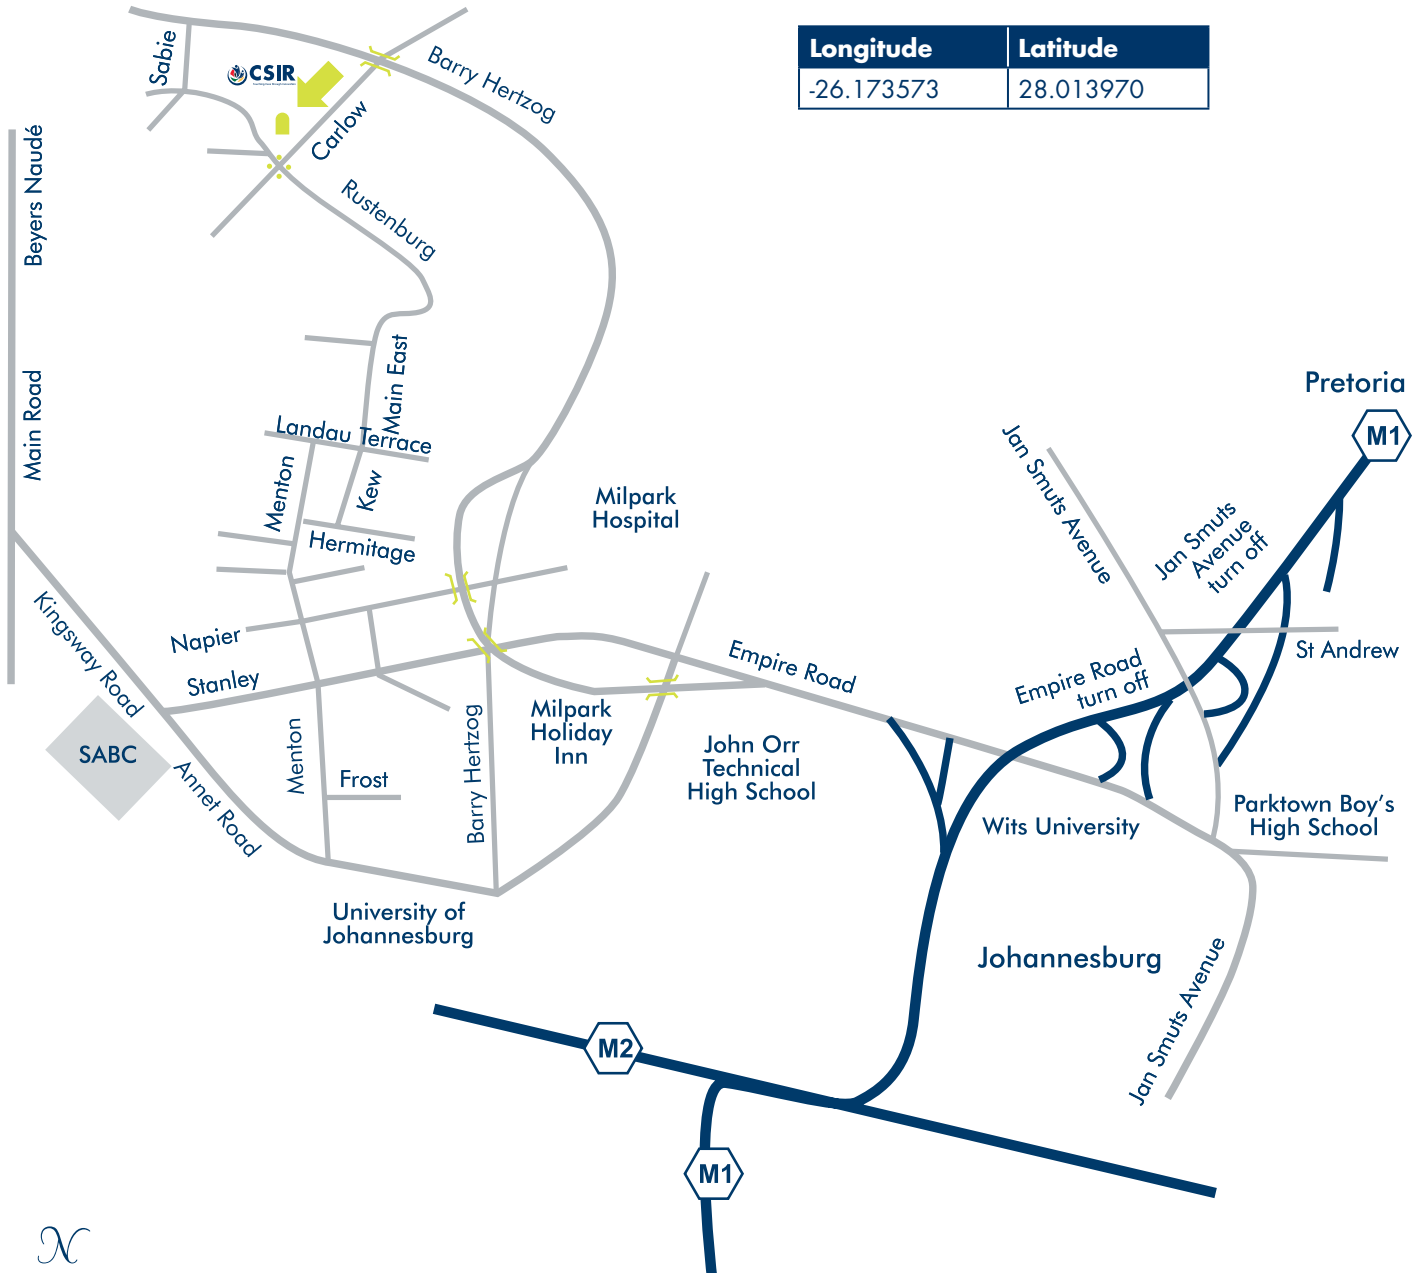 Longitude
Latitude
-26.173573
28.013970
Sabie
CSIR
Barry Hertzog
Carlow
Rustenburg
Beyers Naudé
Main Road
Main East
Landau Terrace
Menton
Kew
Hermitage
Milpark
Hospital
Pretoria
M1
Jan Smuts Avenue
Jan Smuts
Avenue
turn off
Kingsway Road
Napier
Stanley
Empire Road
Empire Road
turn off
St Andrew
SABC
Annet Road
Menton
Frost
Barry Hertzog
Milpark
Holiday
Inn
John Orr
Technical
High School
Wits University
Parktown Boy's
High School
University of
Johannesburg
Johannesburg
Jan Smuts Avenue
M2
M1
N